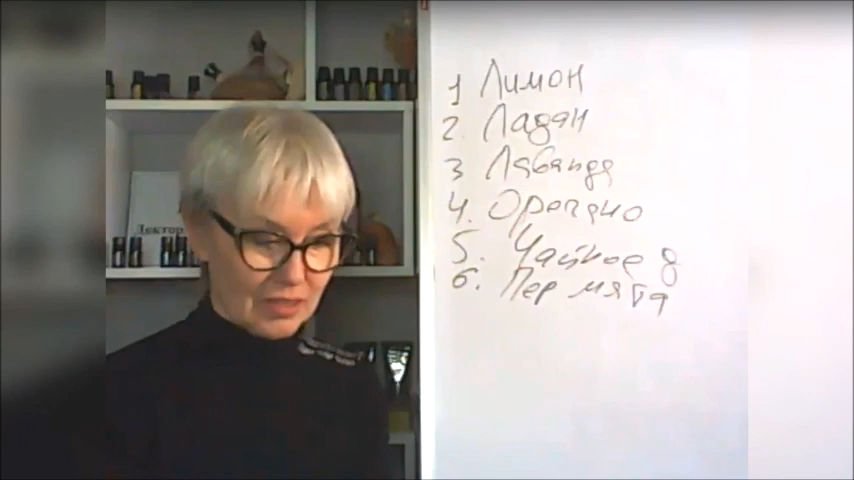 Доктор
1 Лимон
2. Ладан
3 Лаванда
4. Орегано
5. Чайное д
6. Пер мята